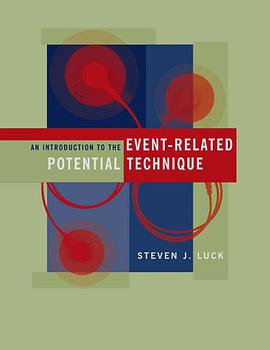 AN INTRODUCTION TO THE EVENT-RELATED
POTENTIAL TECHNIQUE
STEVEN J. LUCK